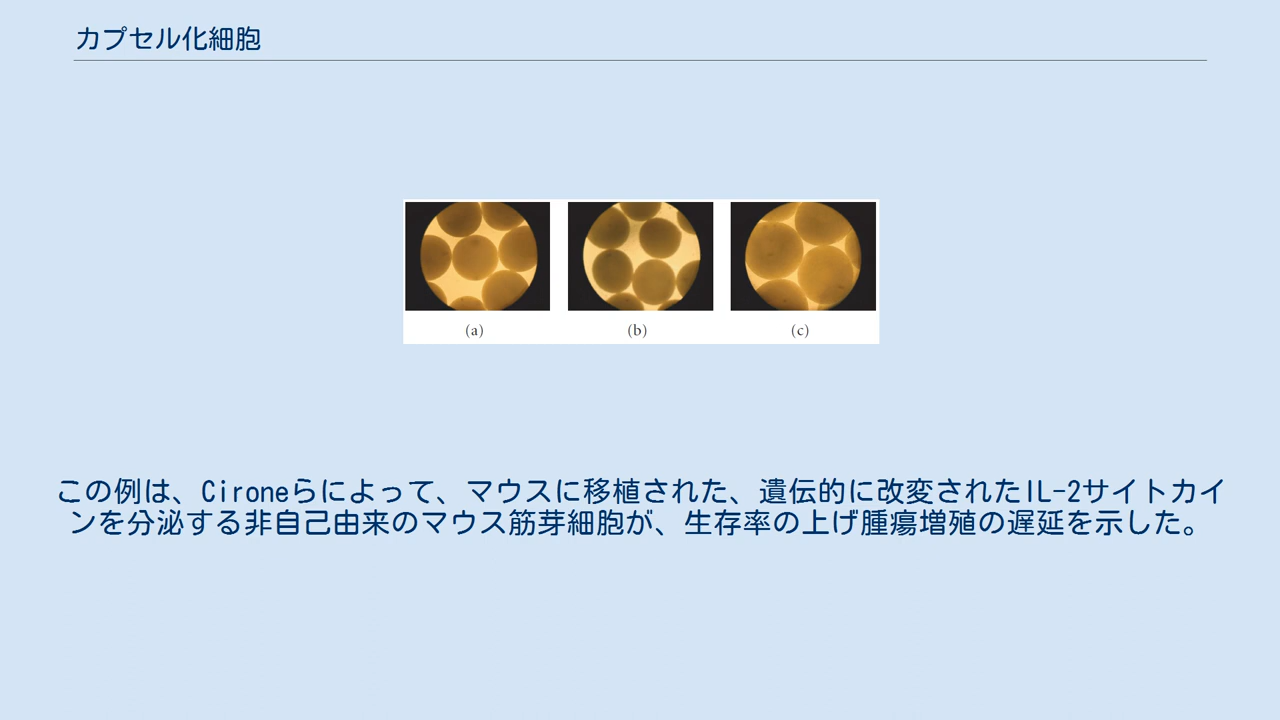 カプセル化細胞
(a) (b) (c)
この例は、Cironeらによって、マウスに移植された、遺伝的に改変されたIL-2サイトカイ
ンを分泌する非自己由来のマウス筋芽細胞が、生存率の上げ腫瘍増殖の遅延を示した。